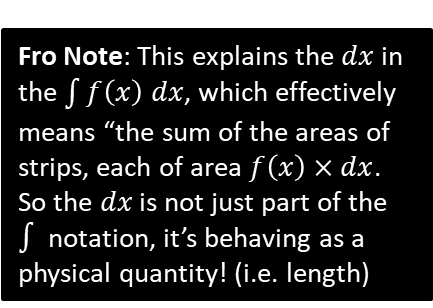 Fro Note: This explains the 𝑑𝑥 in
the ∫ 𝑓(𝑥) 𝑑𝑥, which effectively
means “the sum of the areas of
strips, each of area 𝑓(𝑥) × 𝑑𝑥.
So the 𝑑𝑥 is not just part of the
∫ notation, it’s behaving as a
physical quantity! (i.e. length)